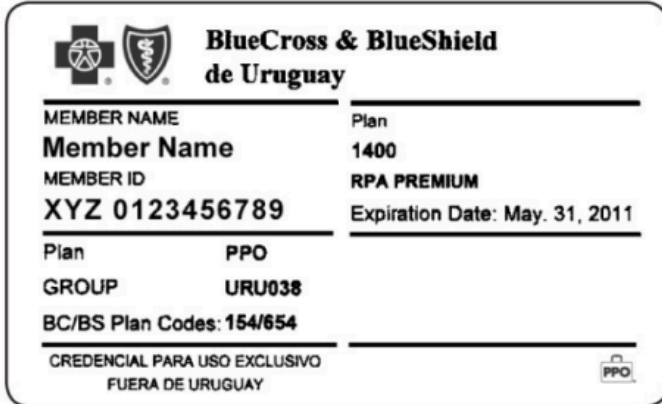 BlueCross & BlueShield
de Uruguay
MEMBER NAME
Member Name
MEMBER ID
XYZ 0123456789
Plan
1400
RPA PREMIUM
Expiration Date: May. 31, 2011
Plan PPO
GROUP URU038
BC/BS Plan Codes: 154/654
CREDENCIAL PARA USO EXCLUSIVO
FUERA DE URUGUAY
PPO